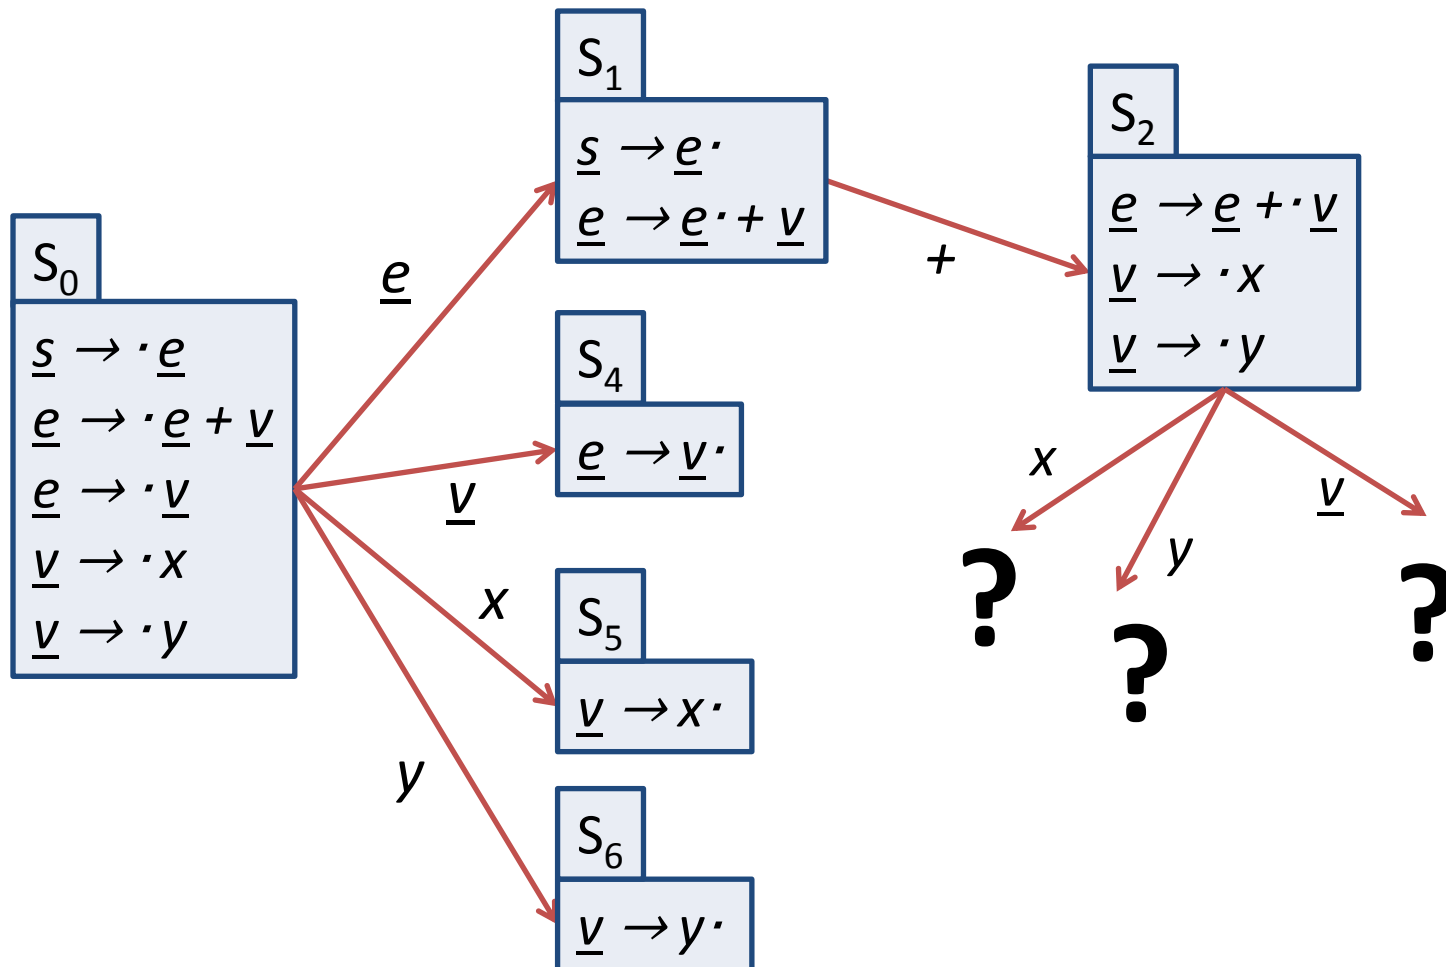 S₀
s → · e
e → · e + v
e → · v
v → · x
v → · y
e
v
x
y
S₁
s → e ·
e → e · + v
S₄
e → v ·
S₅
v → x ·
S₆
v → y ·
+
S₂
e → e + · v
v → · x
v → · y
x
y
v
?
?
?